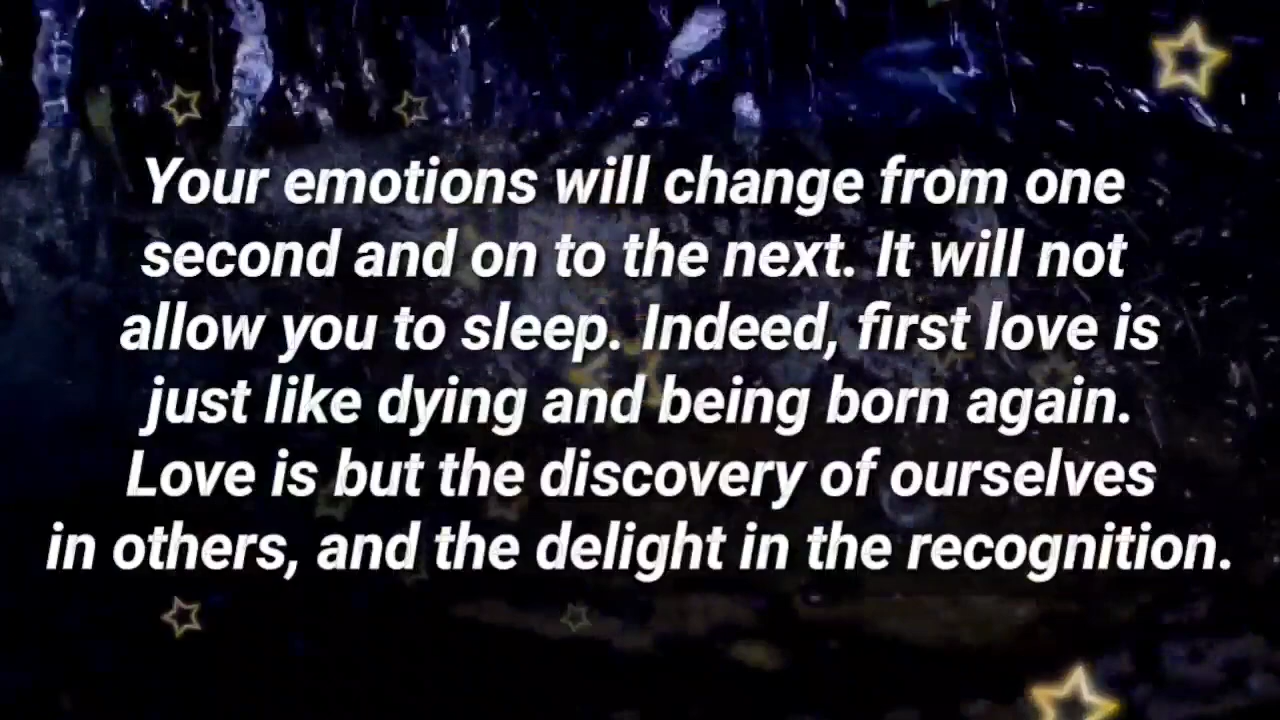 Your emotions will change from one
second and on to the next. It will not
allow you to sleep. Indeed, first love is
just like dying and being born again.
Love is but the discovery of ourselves
in others, and the delight in the recognition.